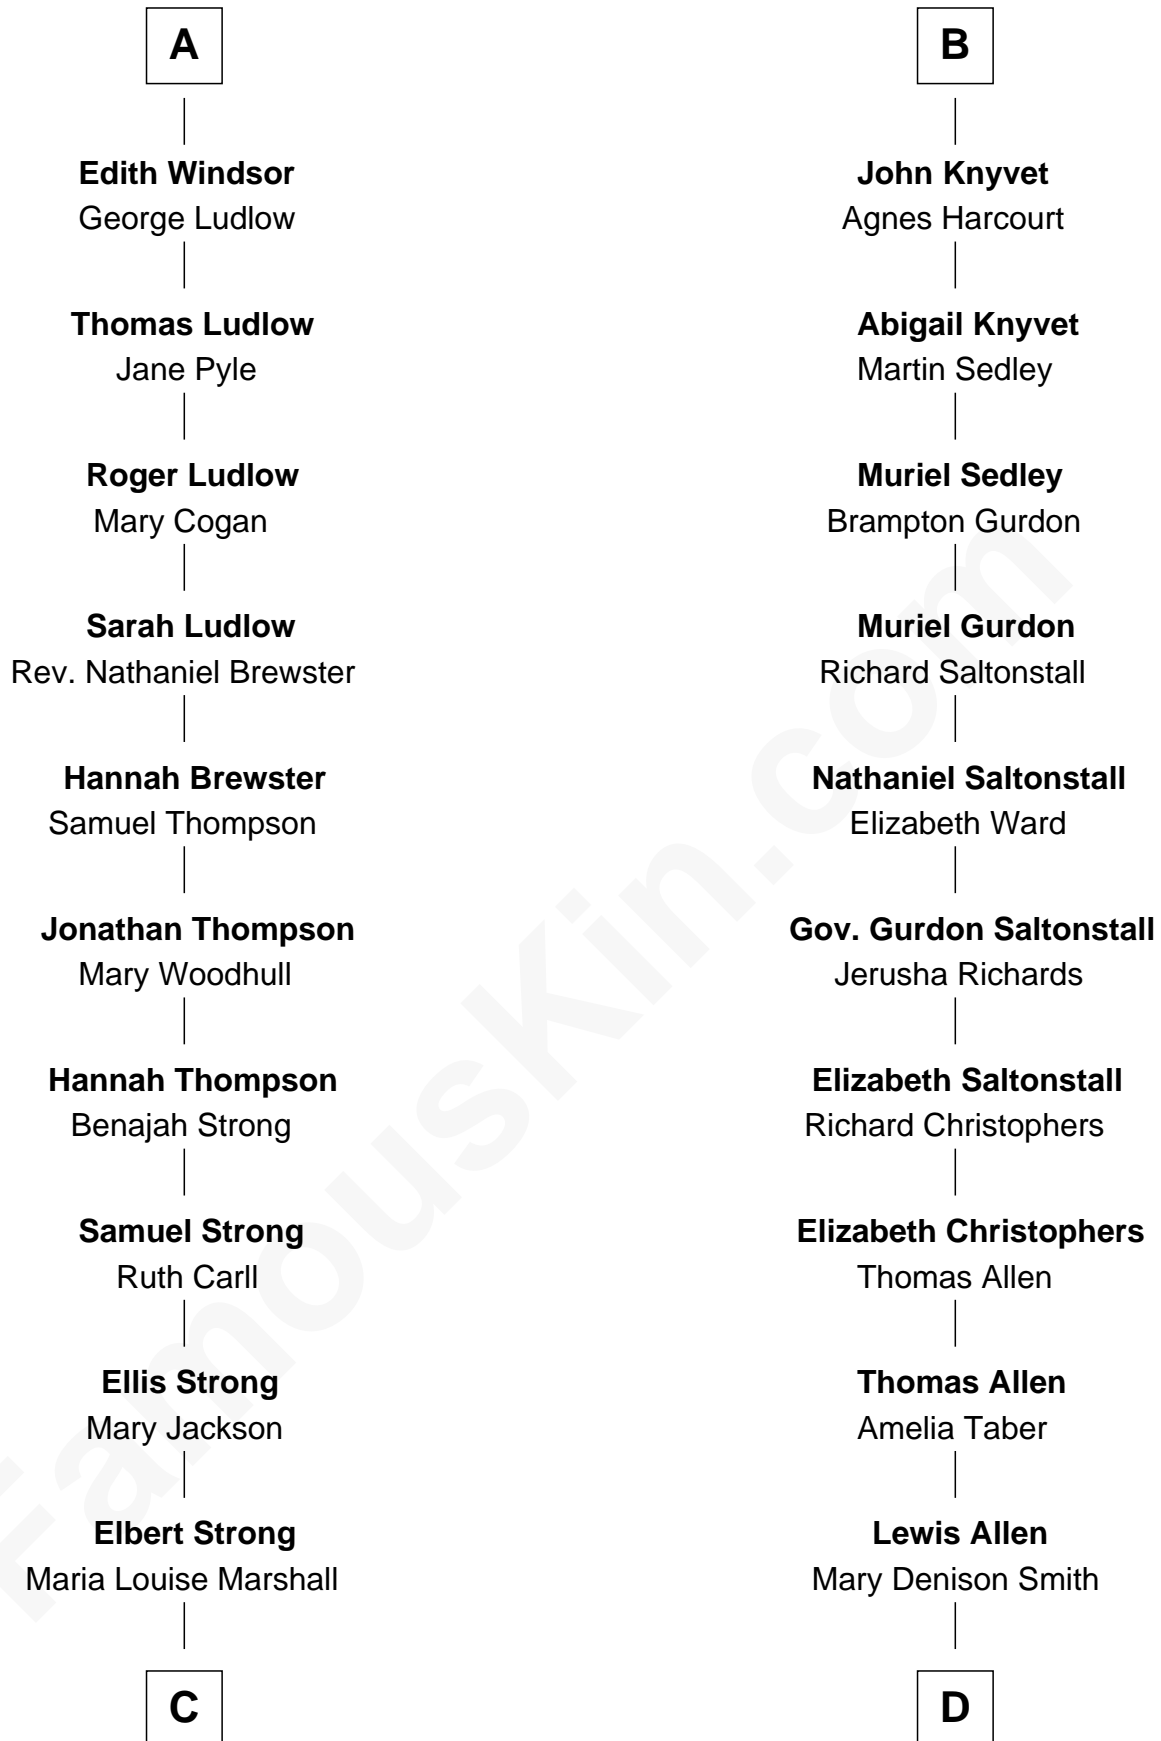 A
Edith Windsor
George Ludlow
Thomas Ludlow
Jane Pyle
Roger Ludlow
Mary Cogan
Sarah Ludlow
Rev. Nathaniel Brewster
Hannah Brewster
Samuel Thompson
Jonathan Thompson
Mary Woodhull
Hannah Thompson
Benajah Strong
Samuel Strong
Ruth Carll
Ellis Strong
Mary Jackson
Elbert Strong
Maria Louise Marshall
C
B
John Knyvet
Agnes Harcourt
Abigail Knyvet
Martin Sedley
Muriel Sedley
Brampton Gurdon
Muriel Gurdon
Richard Saltonstall
Nathaniel Saltonstall
Elizabeth Ward
Gov. Gurdon Saltonstall
Jerusha Richards
Elizabeth Saltonstall
Richard Christophers
Elizabeth Christophers
Thomas Allen
Thomas Allen
Amelia Taber
Lewis Allen
Mary Denison Smith
D
FamousKin.com